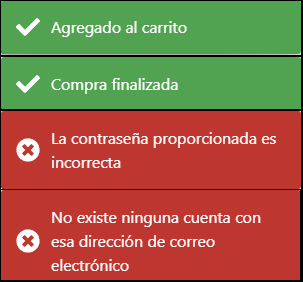 Agregado al carrito
Compra finalizada
La contraseña proporcionada es
incorrecta
No existe ninguna cuenta con
esa dirección de correo
electrónico